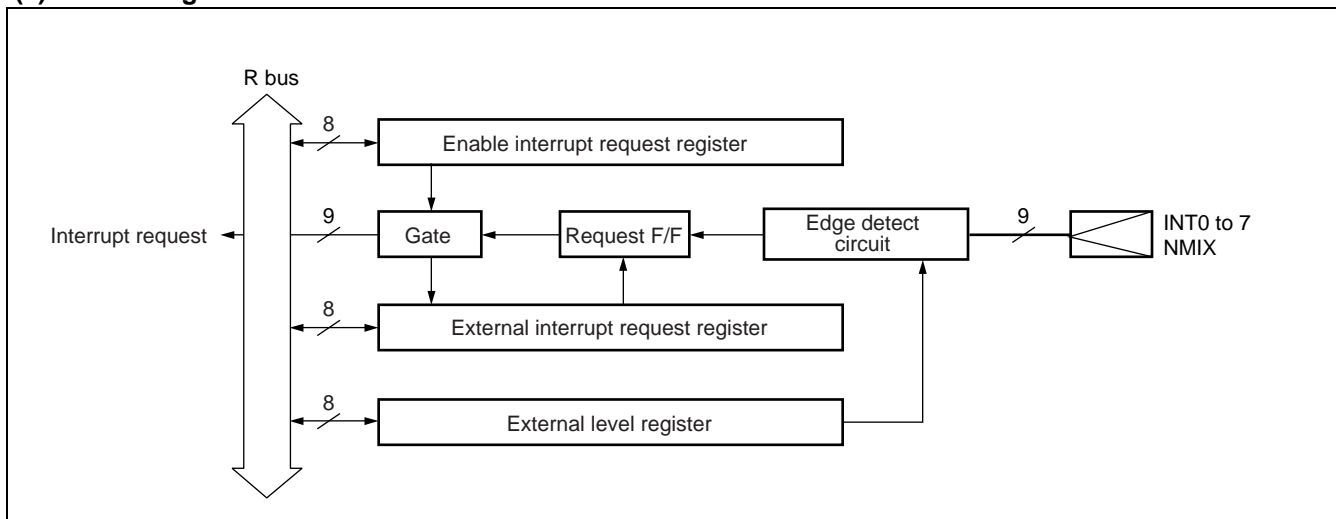 R bus
8
Enable interrupt request register
Interrupt request
9
Gate
Request F/F
Edge detect
circuit
9
INT0 to 7
NMIX
8
External interrupt request register
8
External level register